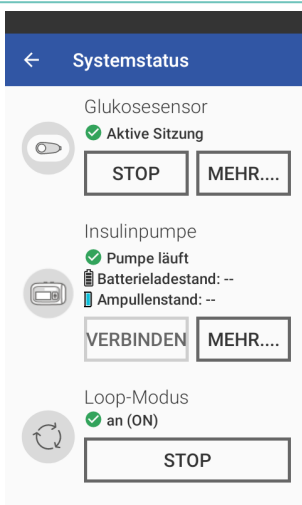 Systemstatus
Glukosesensor
Aktive Sitzung
STOP MEHR....
Insulinpumpe
Pumpe läuft
Batterieladestand: --
Ampullenstand: --
VERBINDEN MEHR....
Loop-Modus
an (ON)
STOP